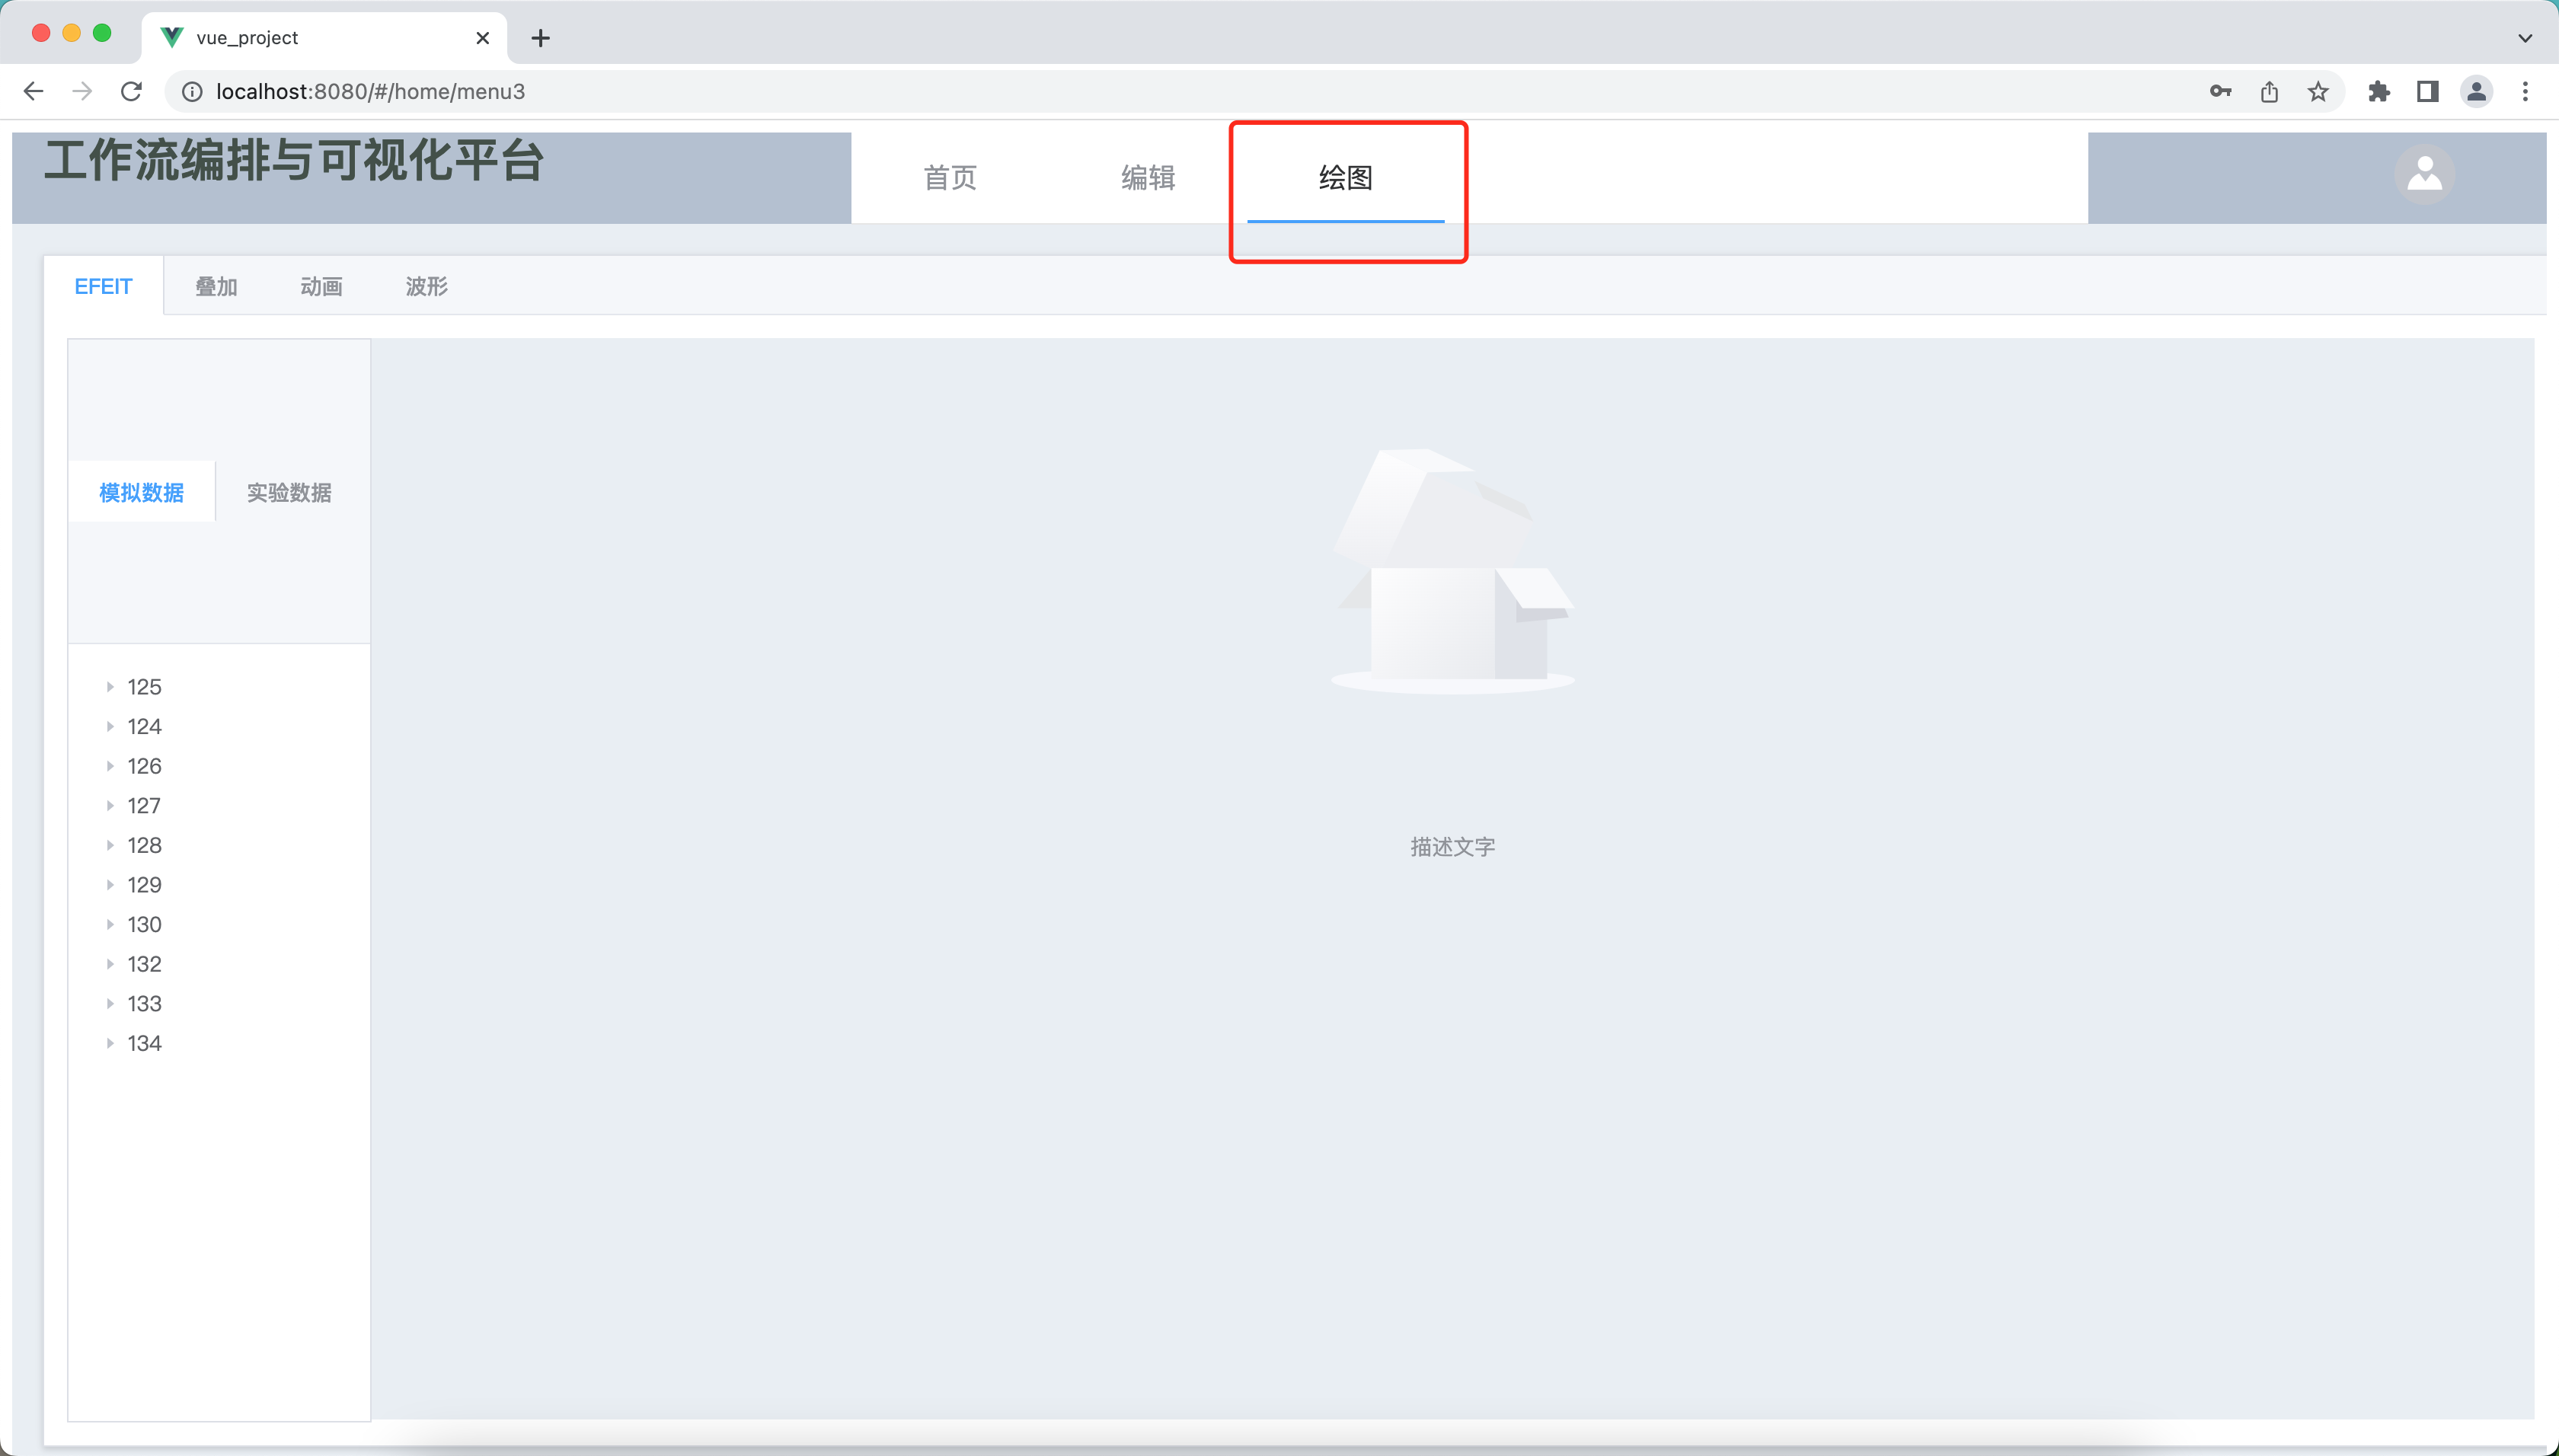 vue_project
localhost:8080/#/home/menu3
工作流编排与可视化平台
首页 编辑 绘图
EFEIT 叠加 动画 波形
模拟数据 实验数据
125
124
126
127
128
129
130
132
133
134
描述文字